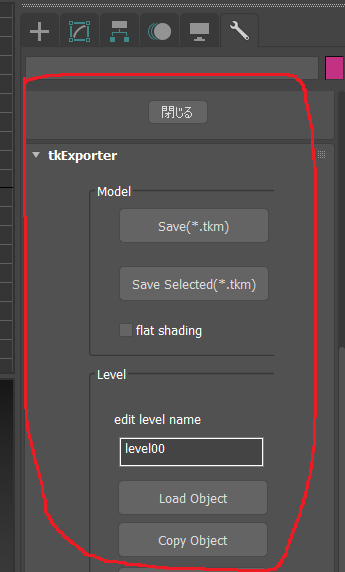 閉じる
tkExporter
Model
Save(*.tkm)
Save Selected(*.tkm)
flat shading
Level
edit level name
level00
Load Object
Copy Object